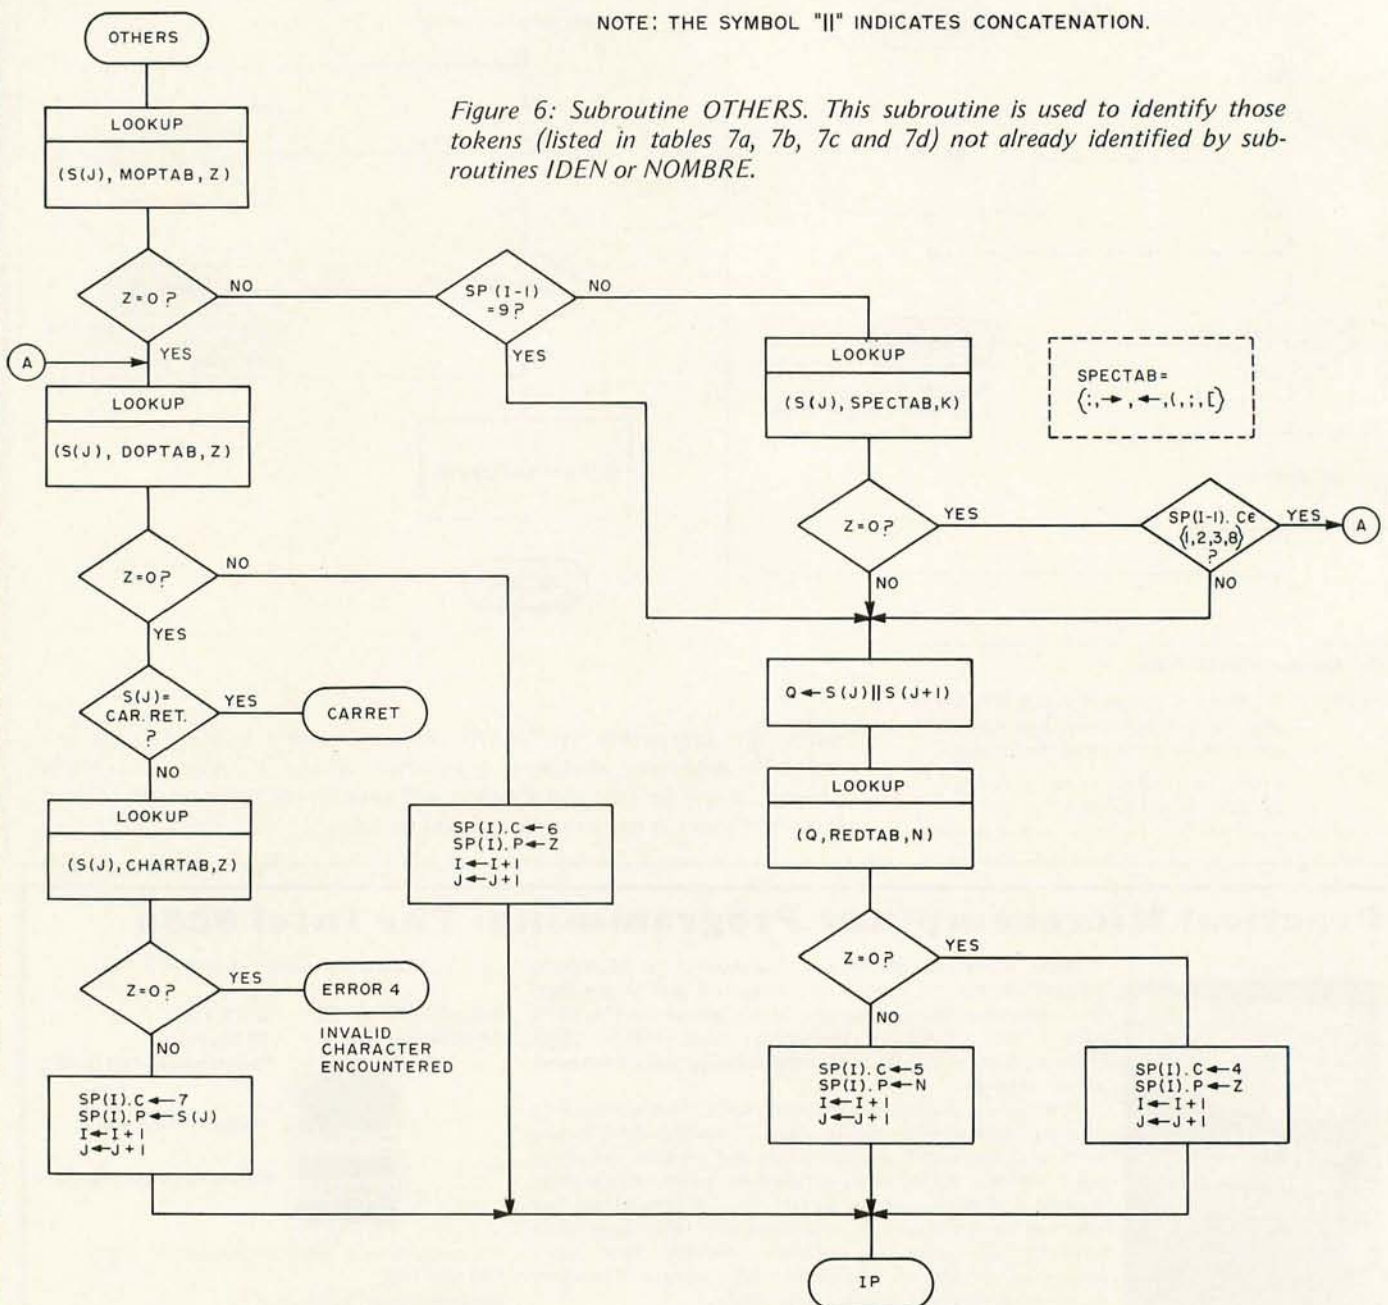 NOTE: THE SYMBOL "||" INDICATES CONCATENATION.
OTHERS
Figure 6: Subroutine OTHERS. This subroutine is used to identify those
tokens (listed in tables 7a, 7b, 7c and 7d) not already identified by sub-
routines IDEN or NOMBRE.
LOOKUP
(S(J), MOPTAB, Z)
Z=0?
NO
YES
SP (I-1)
=9?
NO
YES
A
LOOKUP
(S(J), DOPTAB, Z)
LOOKUP
(S(J), SPECTAB,K)
SPECTAB=
{:,→,←,(,;,[}
Z=0?
YES
NO
SP(I-1). Cϵ
{1,2,3,8}
?
YES
NO
A
Z=0?
NO
YES
Q←S(J)||S(J+1)
S(J)=
CAR. RET.
?
YES
NO
CARRET
LOOKUP
(Q,REDTAB,N)
LOOKUP
(S(J),CHARTAB,Z)
SP(I).C←6
SP(I).P←Z
I←I+1
J←J+1
Z=0?
YES
NO
Z=0?
YES
NO
ERROR 4
INVALID
CHARACTER
ENCOUNTERED
SP(I).C←7
SP(I).P←S(J)
I←I+1
J←J+1
SP(I).C←5
SP(I).P←N
I←I+1
J←J+1
SP(I).C←4
SP(I).P←Z
I←I+1
J←J+1
IP